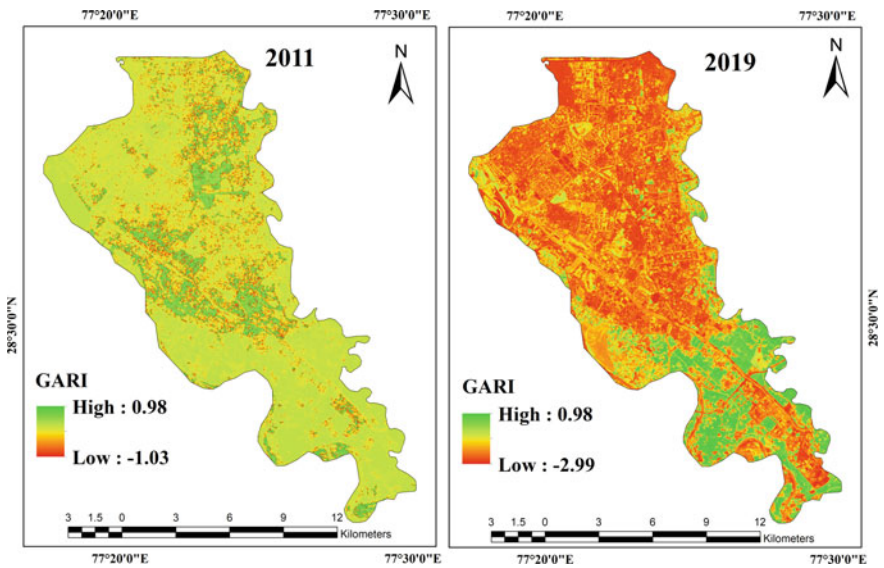 77°20'0"E 77°30'0"E 77°20'0"E 77°30'0"E
2011
N
2019
N
28°30'0"N
28°30'0"N
GARI
High : 0.98
Low : -1.03
GARI
High : 0.98
Low : -2.99
3 1.5 0 3 6 9 12
Kilometers
3 1.5 0 3 6 9 12
Kilometers
77°20'0"E 77°30'0"E 77°20'0"E 77°30'0"E